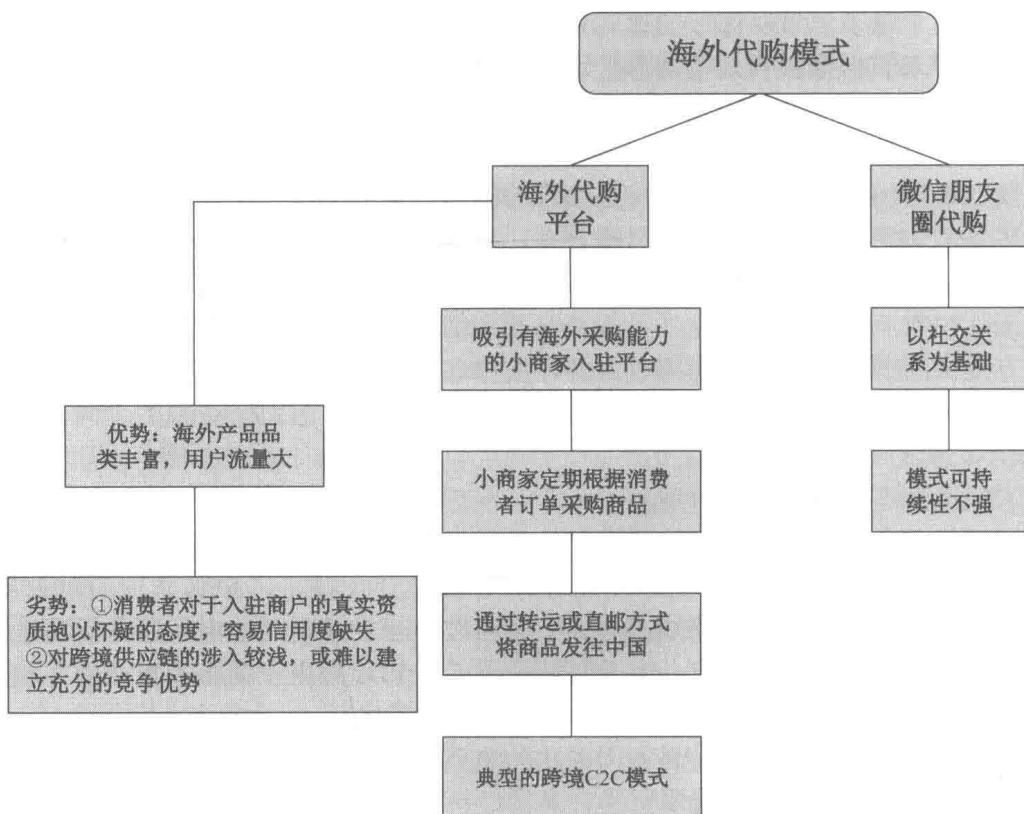 海外代购模式
海外代购
平台
微信朋友
圈代购
吸引有海外采购能力
的小商家入驻平台
以社交关
系为基础
优势：海外产品品
类丰富，用户流量大
小商家定期根据消费
者订单采购商品
模式可持
续性不强
劣势：①消费者对于入驻商户的真实资
质抱以怀疑的态度，容易信用度缺失
②对跨境供应链的涉入较浅，或难以建
立充分的竞争优势
通过转运或直邮方式
将商品发往中国
典型的跨境C2C模式